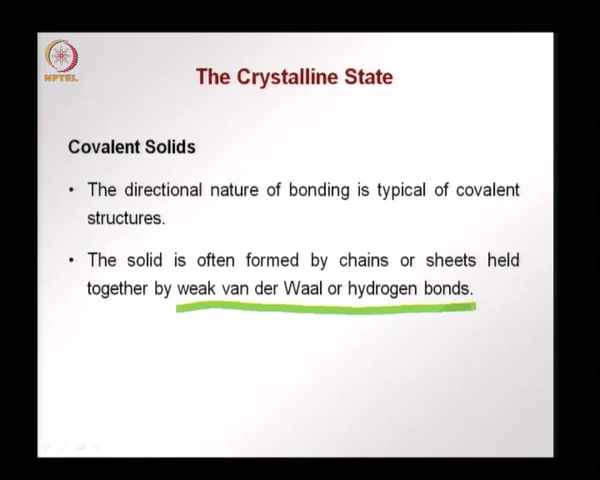 NPTEL
The Crystalline State
Covalent Solids
• The directional nature of bonding is typical of covalent
structures.
• The solid is often formed by chains or sheets held
together by weak van der Waal or hydrogen bonds.